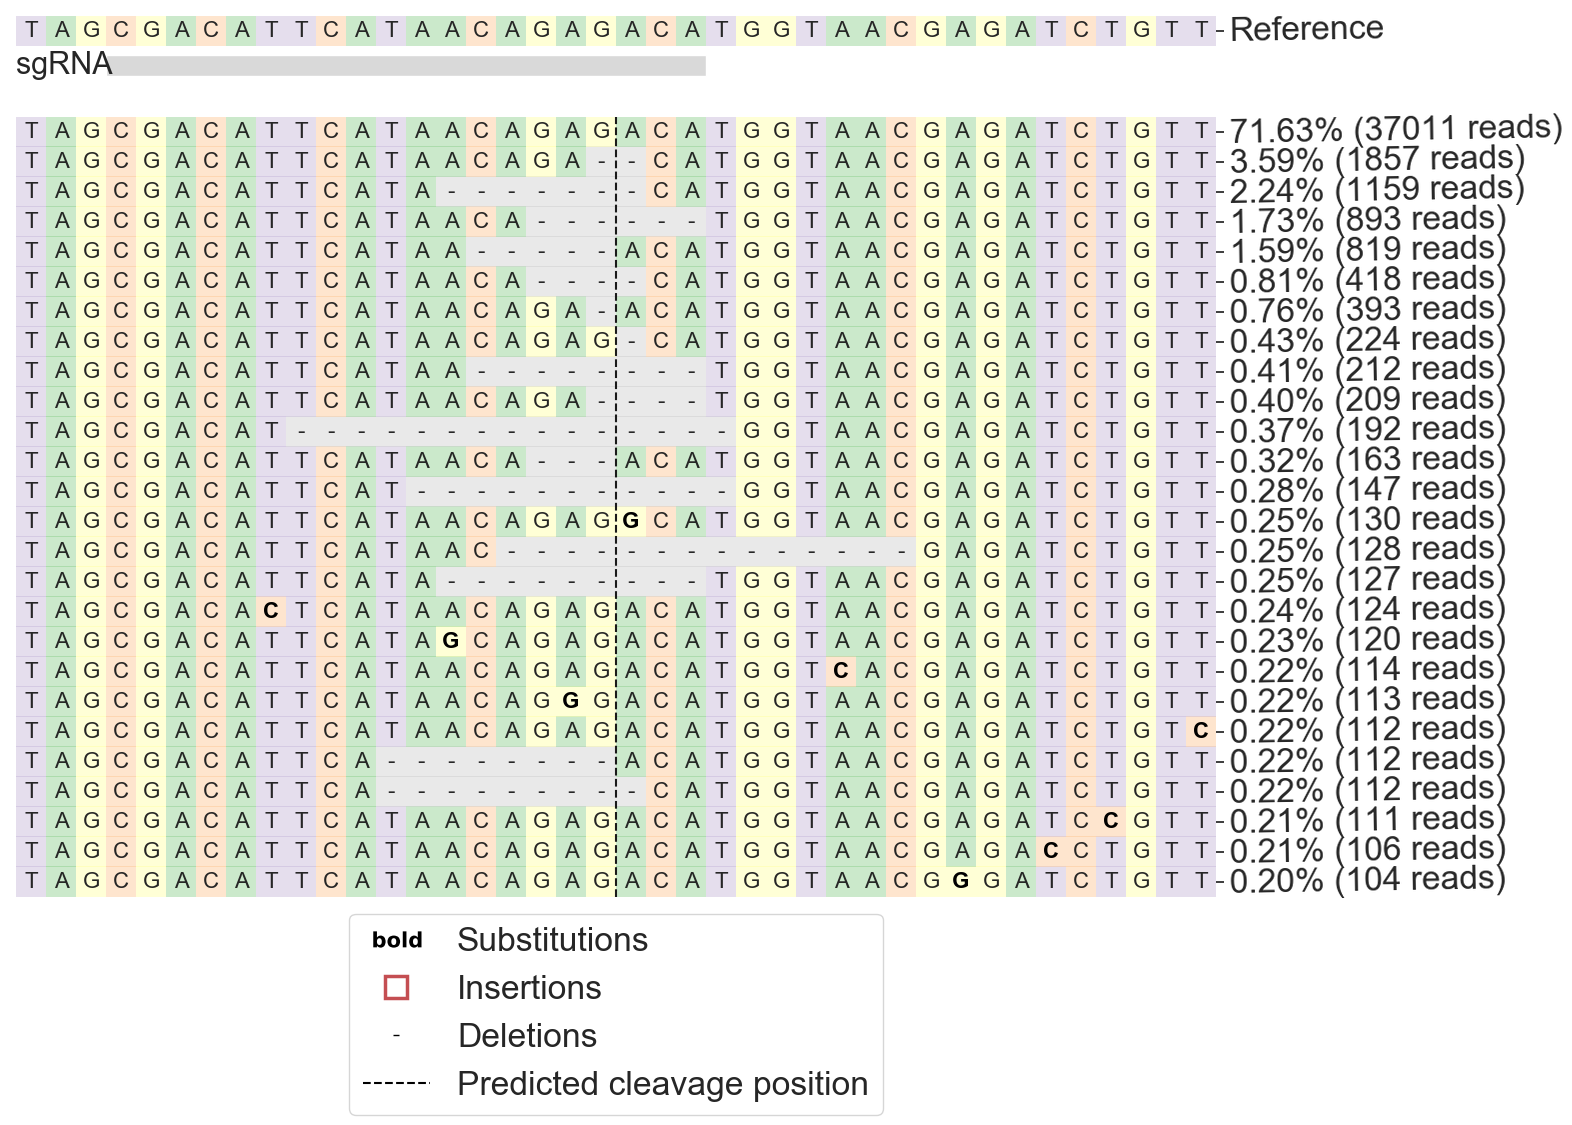 T A G C G A C A T T C A T A A C A G A G A C A T G G T A A C G A G A T C T G T T Reference
sgRNA
T A G C G A C A T T C A T A A C A G A G A C A T G G T A A C G A G A T C T G T T 71.63% (37011 reads)
T A G C G A C A T T C A T A A C A G A - - C A T G G T A A C G A G A T C T G T T 3.59% (1857 reads)
T A G C G A C A T T C A T A - - - - - - - C A T G G T A A C G A G A T C T G T T 2.24% (1159 reads)
T A G C G A C A T T C A T A A C A - - - - - - T G G T A A C G A G A T C T G T T 1.73% (893 reads)
T A G C G A C A T T C A T A A - - - - - A C A T G G T A A C G A G A T C T G T T 1.59% (819 reads)
T A G C G A C A T T C A T A A C A - - - - C A T G G T A A C G A G A T C T G T T 0.81% (418 reads)
T A G C G A C A T T C A T A A C A G A - A C A T G G T A A C G A G A T C T G T T 0.76% (393 reads)
T A G C G A C A T T C A T A A C A G A G - C A T G G T A A C G A G A T C T G T T 0.43% (224 reads)
T A G C G A C A T T C A T A A - - - - - - - - T G G T A A C G A G A T C T G T T 0.41% (212 reads)
T A G C G A C A T T C A T A A C A G A - - - - T G G T A A C G A G A T C T G T T 0.40% (209 reads)
T A G C G A C A T - - - - - - - - - - - - - - - G G T A A C G A G A T C T G T T 0.37% (192 reads)
T A G C G A C A T T C A T A A C A - - - A C A T G G T A A C G A G A T C T G T T 0.32% (163 reads)
T A G C G A C A T T C A T - - - - - - - - - - - G G T A A C G A G A T C T G T T 0.28% (147 reads)
T A G C G A C A T T C A T A A C A G A G G C A T G G T A A C G A G A T C T G T T 0.25% (130 reads)
T A G C G A C A T T C A T A A C - - - - - - - - - - - - - - G A G A T C T G T T 0.25% (128 reads)
T A G C G A C A T T C A T A - - - - - - - - - T G G T A A C G A G A T C T G T T 0.25% (127 reads)
T A G C G A C A C T C A T A A C A G A G A C A T G G T A A C G A G A T C T G T T 0.24% (124 reads)
T A G C G A C A T T C A T A G C A G A G A C A T G G T A A C G A G A T C T G T T 0.23% (120 reads)
T A G C G A C A T T C A T A A C A G A G A C A T G G T C A C G A G A T C T G T T 0.22% (114 reads)
T A G C G A C A T T C A T A A C A G G G A C A T G G T A A C G A G A T C T G T T 0.22% (113 reads)
T A G C G A C A T T C A T A A C A G A G A C A T G G T A A C G A G A T C T G T C 0.22% (112 reads)
T A G C G A C A T T C A - - - - - - - - A C A T G G T A A C G A G A T C T G T T 0.22% (112 reads)
T A G C G A C A T T C A - - - - - - - - - C A T G G T A A C G A G A T C T G T T 0.22% (112 reads)
T A G C G A C A T T C A T A A C A G A G A C A T G G T A A C G A G A T C C G T T 0.21% (111 reads)
T A G C G A C A T T C A T A A C A G A G A C A T G G T A A C G A G A C C T G T T 0.21% (106 reads)
T A G C G A C A T T C A T A A C A G A G A C A T G G T A A C G G G A T C T G T T 0.20% (104 reads)
bold Substitutions
Insertions
- Deletions
Predicted cleavage position